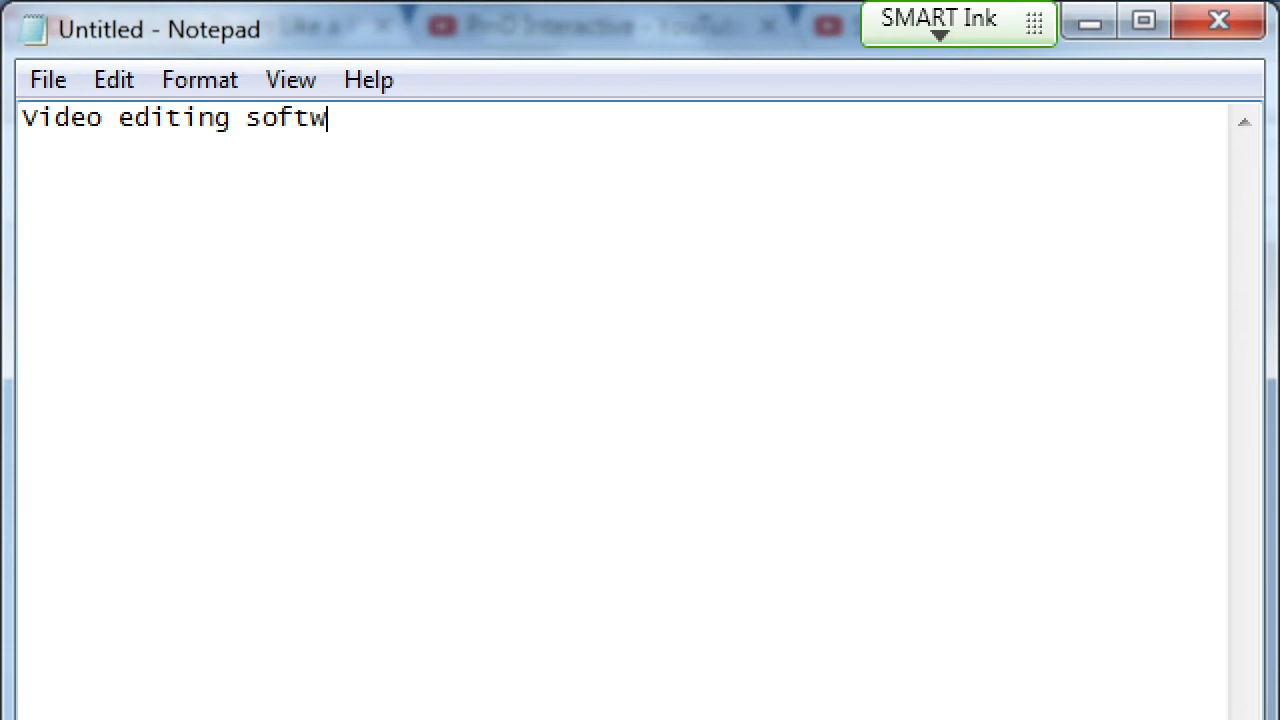 Untitled - Notepad
SMART Ink
File Edit Format View Help
Video editing softw